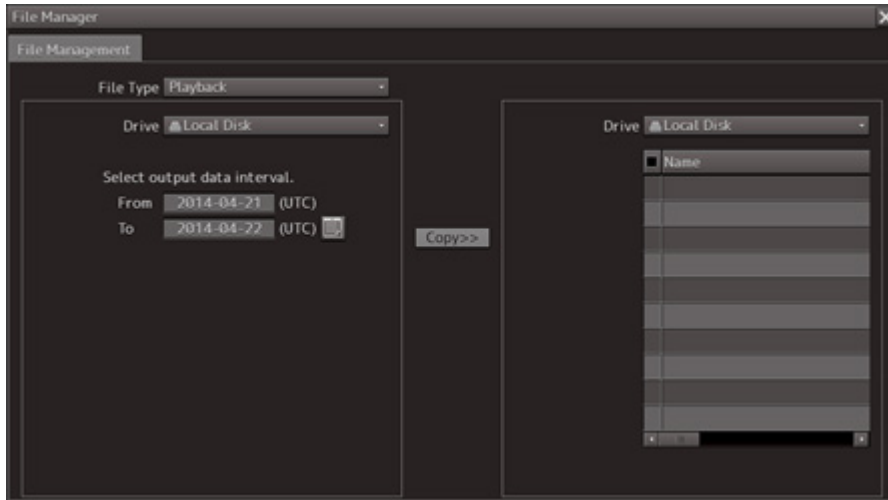 File Manager
File Management
File Type Playback
Drive Local Disk
Select output data interval.
From 2014-04-21 (UTC)
To 2014-04-22 (UTC)
Copy>>
Drive Local Disk
Name